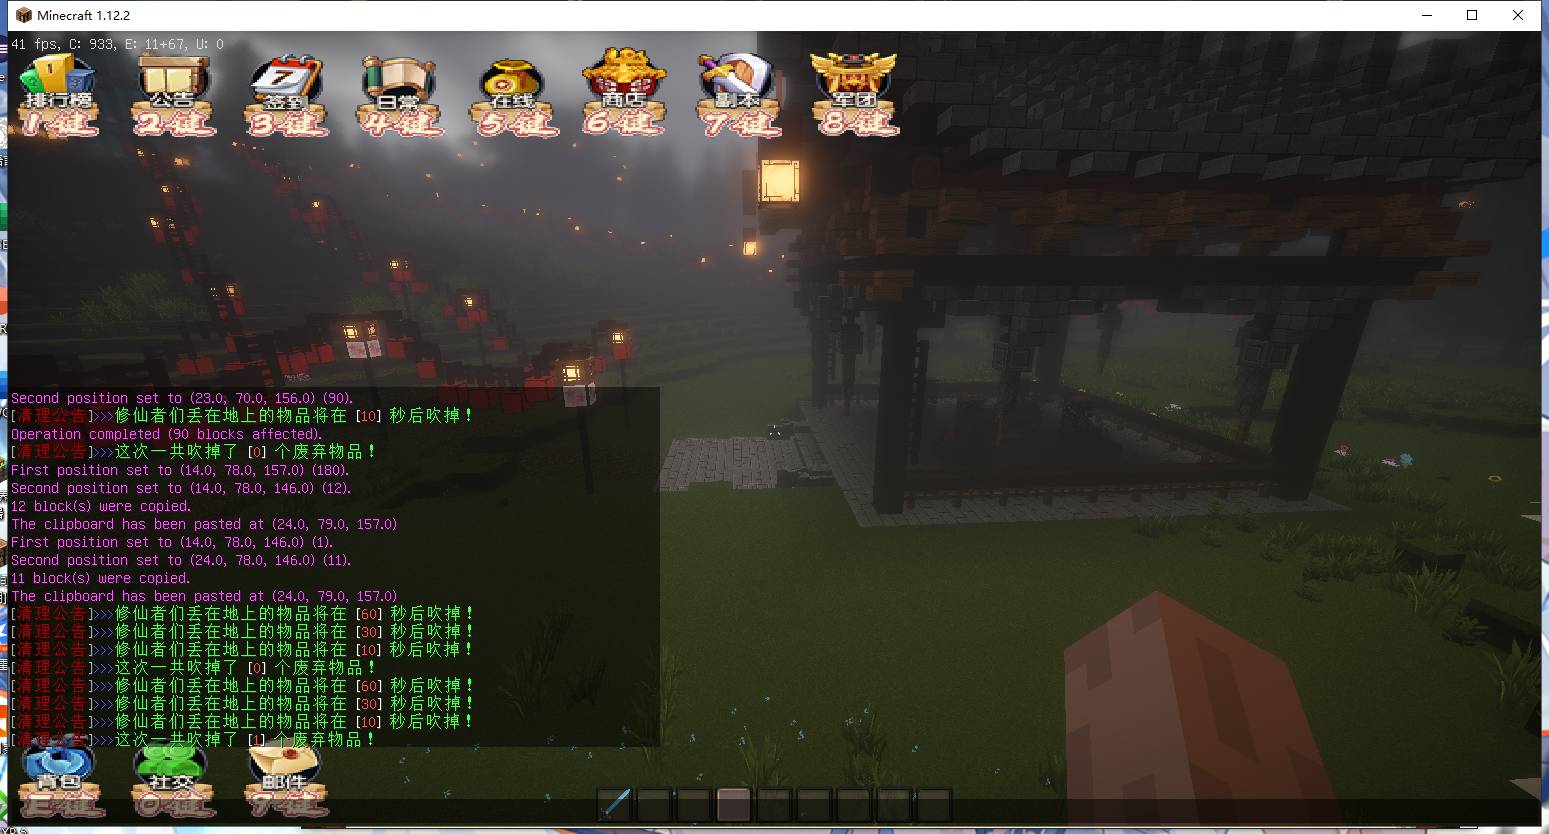 Minecraft 1.12.2
41 fps, C: 933, E: 11+67, U: 0
排行榜 公告 签到 日常 在线 商店 副本 军团
1键 2键 3键 4键 5键 6键 7键 8键
Second position set to (23.0, 70.0, 156.0) (90).
[清理公告]>>>修仙者们丢在地上的物品将在 [10] 秒后吹掉！
Operation completed (90 blocks affected).
[清理公告]>>>这次一共吹掉了 [0] 个废弃物品！
First position set to (14.0, 78.0, 157.0) (180).
Second position set to (14.0, 78.0, 146.0) (12).
12 block(s) were copied.
The clipboard has been pasted at (24.0, 79.0, 157.0)
First position set to (14.0, 78.0, 146.0) (1).
Second position set to (24.0, 78.0, 146.0) (11).
11 block(s) were copied.
The clipboard has been pasted at (24.0, 79.0, 157.0)
[清理公告]>>>修仙者们丢在地上的物品将在 [60] 秒后吹掉！
[清理公告]>>>修仙者们丢在地上的物品将在 [30] 秒后吹掉！
[清理公告]>>>修仙者们丢在地上的物品将在 [10] 秒后吹掉！
[清理公告]>>>这次一共吹掉了 [0] 个废弃物品！
[清理公告]>>>修仙者们丢在地上的物品将在 [60] 秒后吹掉！
[清理公告]>>>修仙者们丢在地上的物品将在 [30] 秒后吹掉！
[清理公告]>>>修仙者们丢在地上的物品将在 [10] 秒后吹掉！
[清理公告]>>>这次一共吹掉了 [1] 个废弃物品！
背包 社交 邮件
E键 0键 9键